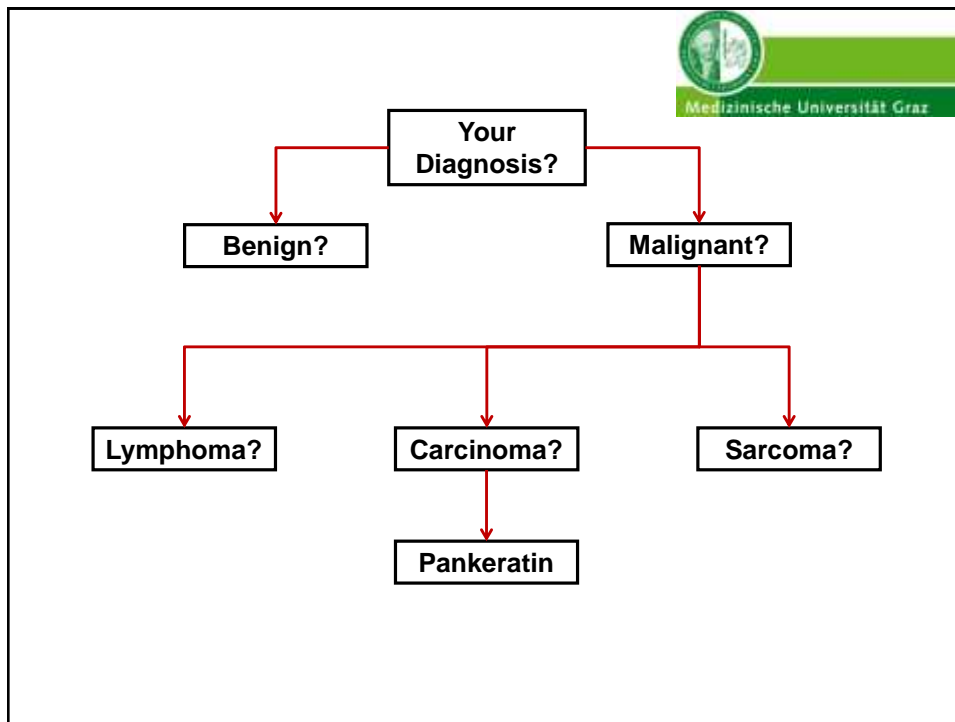 Medizinische Universität Graz
Your
Diagnosis?
Benign?
Malignant?
Lymphoma?
Carcinoma?
Sarcoma?
Pankeratin